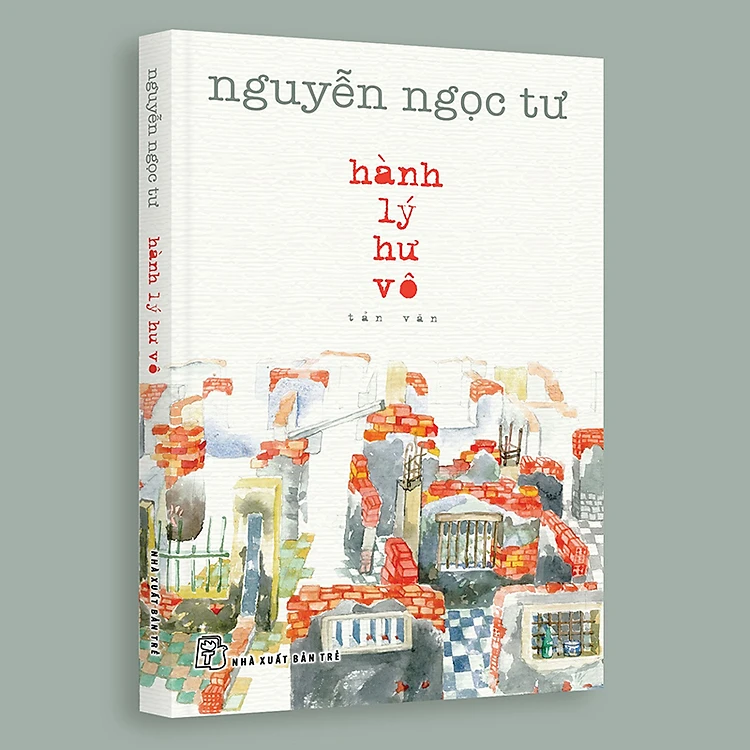 nguyễn ngọc tư
hành
lý
hư
vô
tản văn
NHÀ XUẤT BẢN TRẺ
nguyễn ngọc tư
hành lý hư vô
NHÀ XUẤT BẢN TRẺ